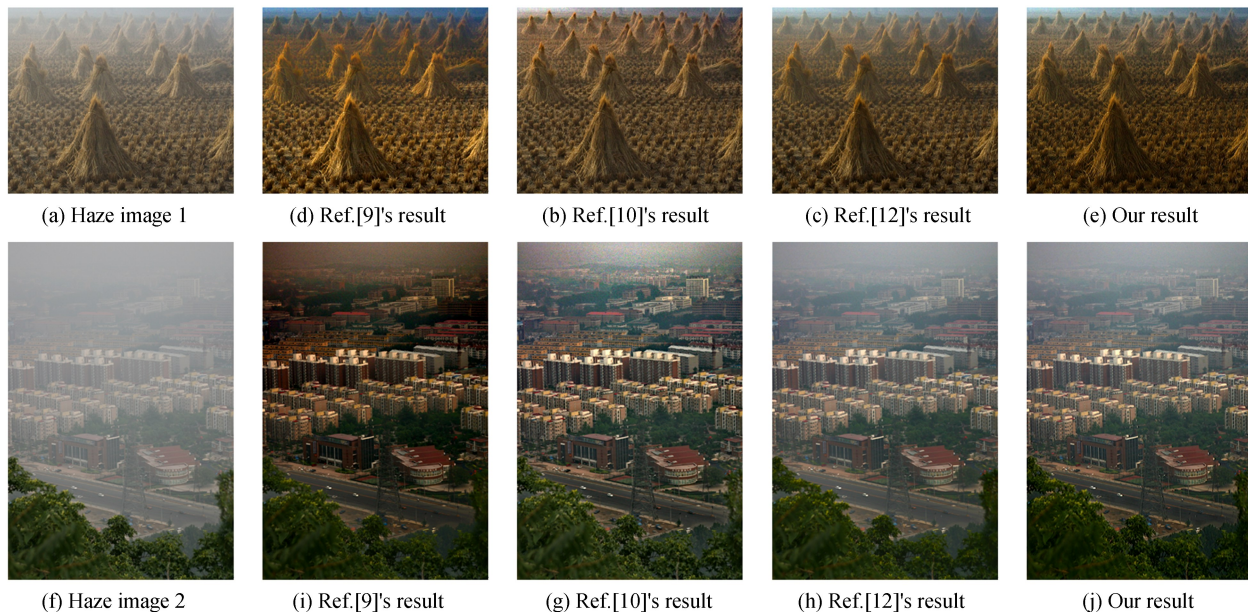 (a) Haze image 1
(d) Ref.[9]'s result
(b) Ref.[10]'s result
(c) Ref.[12]'s result
(e) Our result
(f) Haze image 2
(i) Ref.[9]'s result
(g) Ref.[10]'s result
(h) Ref.[12]'s result
(j) Our result